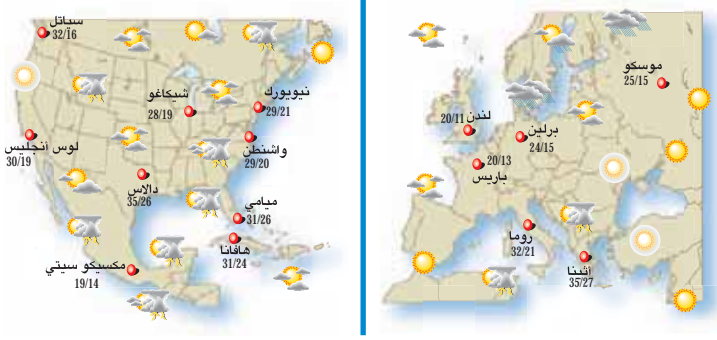 سياتل
32/16
شيكاغو
28/19
نيويورك
29/21
لوس أنجليس
30/19
واشنطن
29/20
دالاس
35/26
ميامي
31/26
هافانا
31/24
مكسيكو سيتي
19/14
موسكو
25/15
لندن
20/11
برلين
24/15
20/13
باريس
روما
32/21
أثينا
35/27